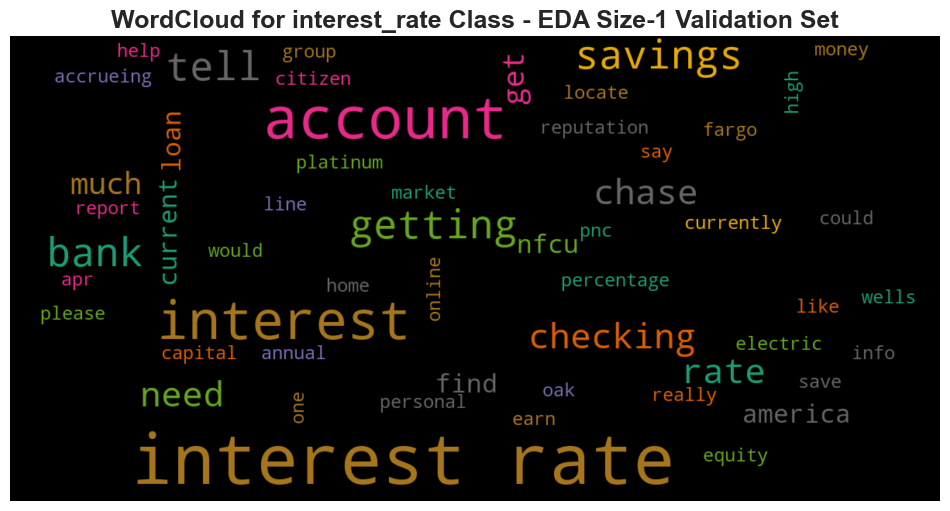 WordCloud for interest_rate Class - EDA Size-1 Validation Set
help
group
savings
money
accrueing
tell
citizen
get
high
locate
account
reputation
fargo
loan
say
platinum
much
market
chase
report
line
current
getting
currently
could
bank
nfcu
pnc
would
apr
home
online
percentage
wells
please
interest
like
checking
electric
capital
annual
info
find
rate
save
need
personal
one
oak
really
earn
america
interest rate
equity